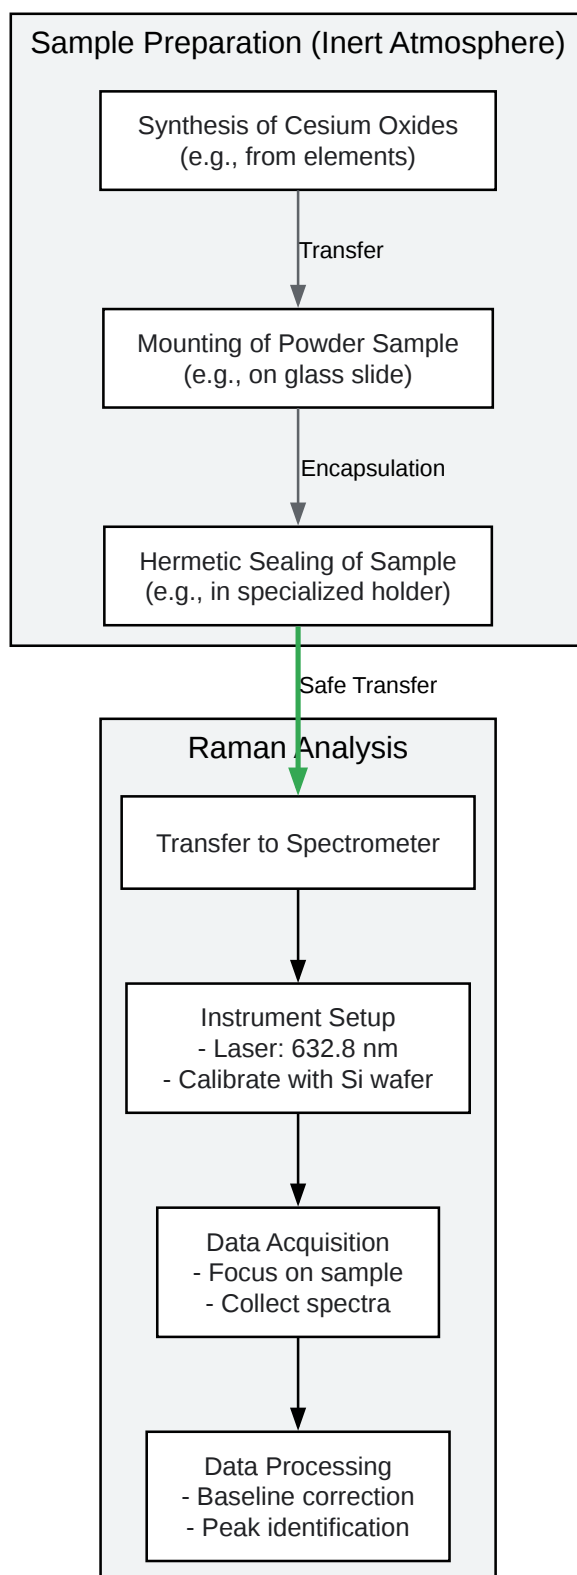 Sample Preparation (Inert Atmosphere)
Synthesis of Cesium Oxides
(e.g., from elements)
Transfer
Mounting of Powder Sample
(e.g., on glass slide)
Encapsulation
Hermetic Sealing of Sample
(e.g., in specialized holder)
Safe Transfer
Raman Analysis
Transfer to Spectrometer
Instrument Setup
- Laser: 632.8 nm
- Calibrate with Si wafer
Data Acquisition
- Focus on sample
- Collect spectra
Data Processing
- Baseline correction
- Peak identification